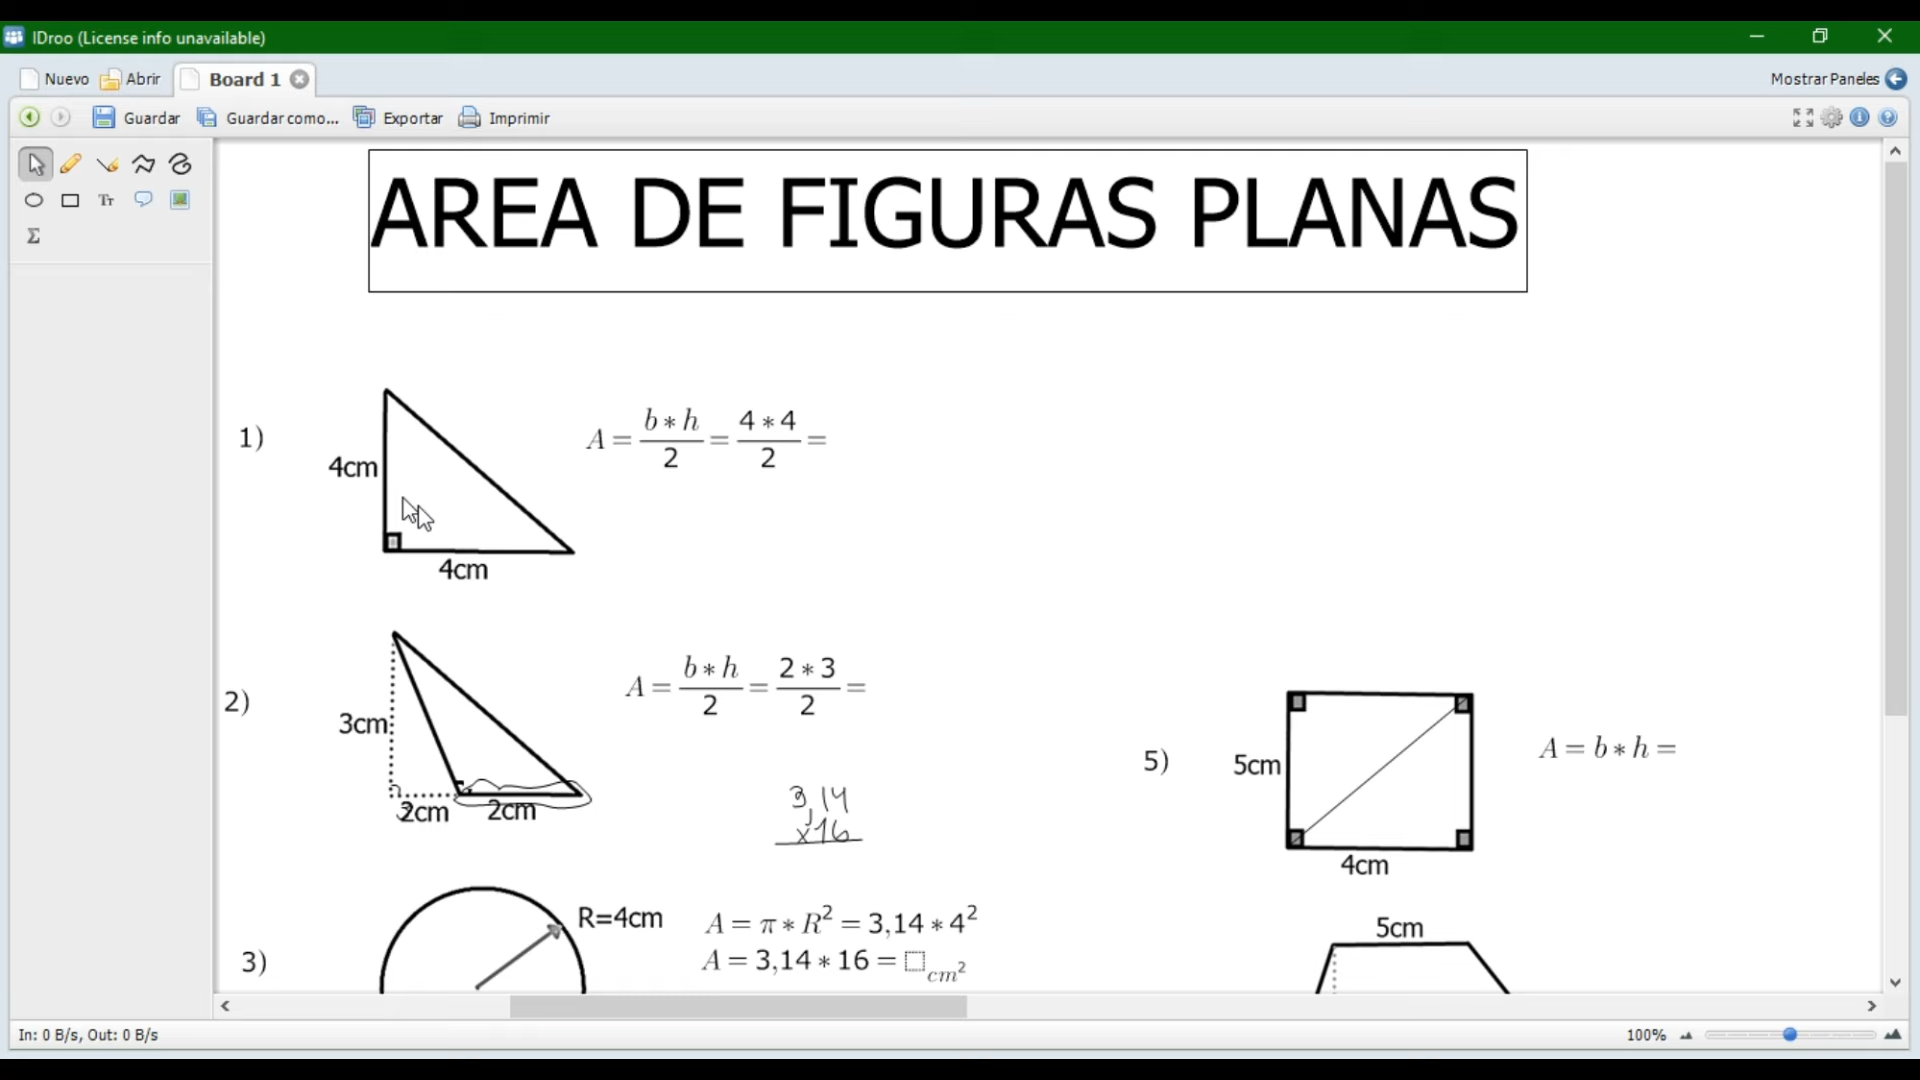 IDroo (License info unavailable)
Nuevo Abrir Board 1 Mostrar Paneles
Guardar Guardar como... Exportar Imprimir
Tr
Σ
AREA DE FIGURAS PLANAS
1) 4cm 4cm A = b∗h/2 = 4∗4/2 =
2) 3cm 2cm 2cm A = b∗h/2 = 2∗3/2 =
3,14
x16
3) R=4cm A = π∗R² = 3,14∗4²
A = 3,14∗16 = □cm²
5) 5cm 4cm A = b∗h =
5cm
In: 0 B/s, Out: 0 B/s 100%